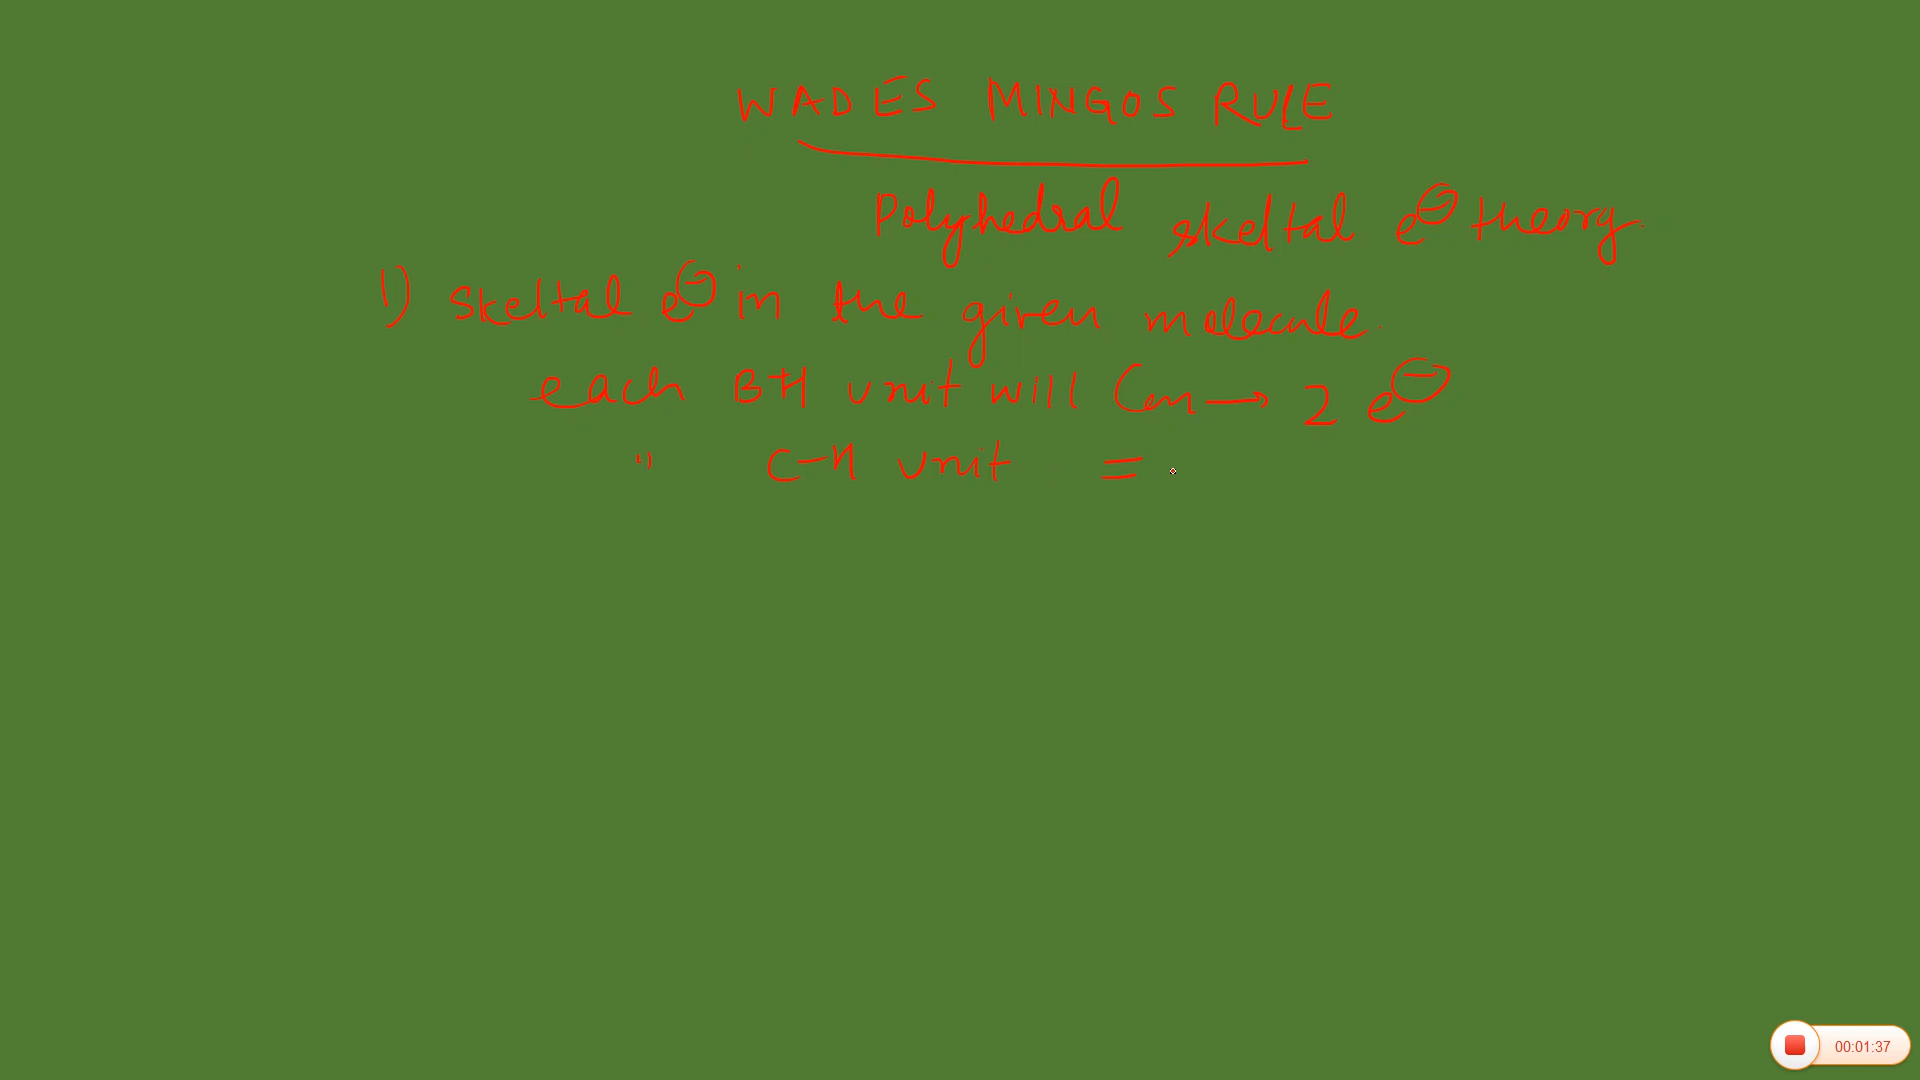 WADES MINGOS RULE
Polyhedral skeltal e⊖ theory.
1) skeltal e⊖ in the given molecule.
each BH unit will Con → 2 e⊖
" C-H unit =
00:01:37